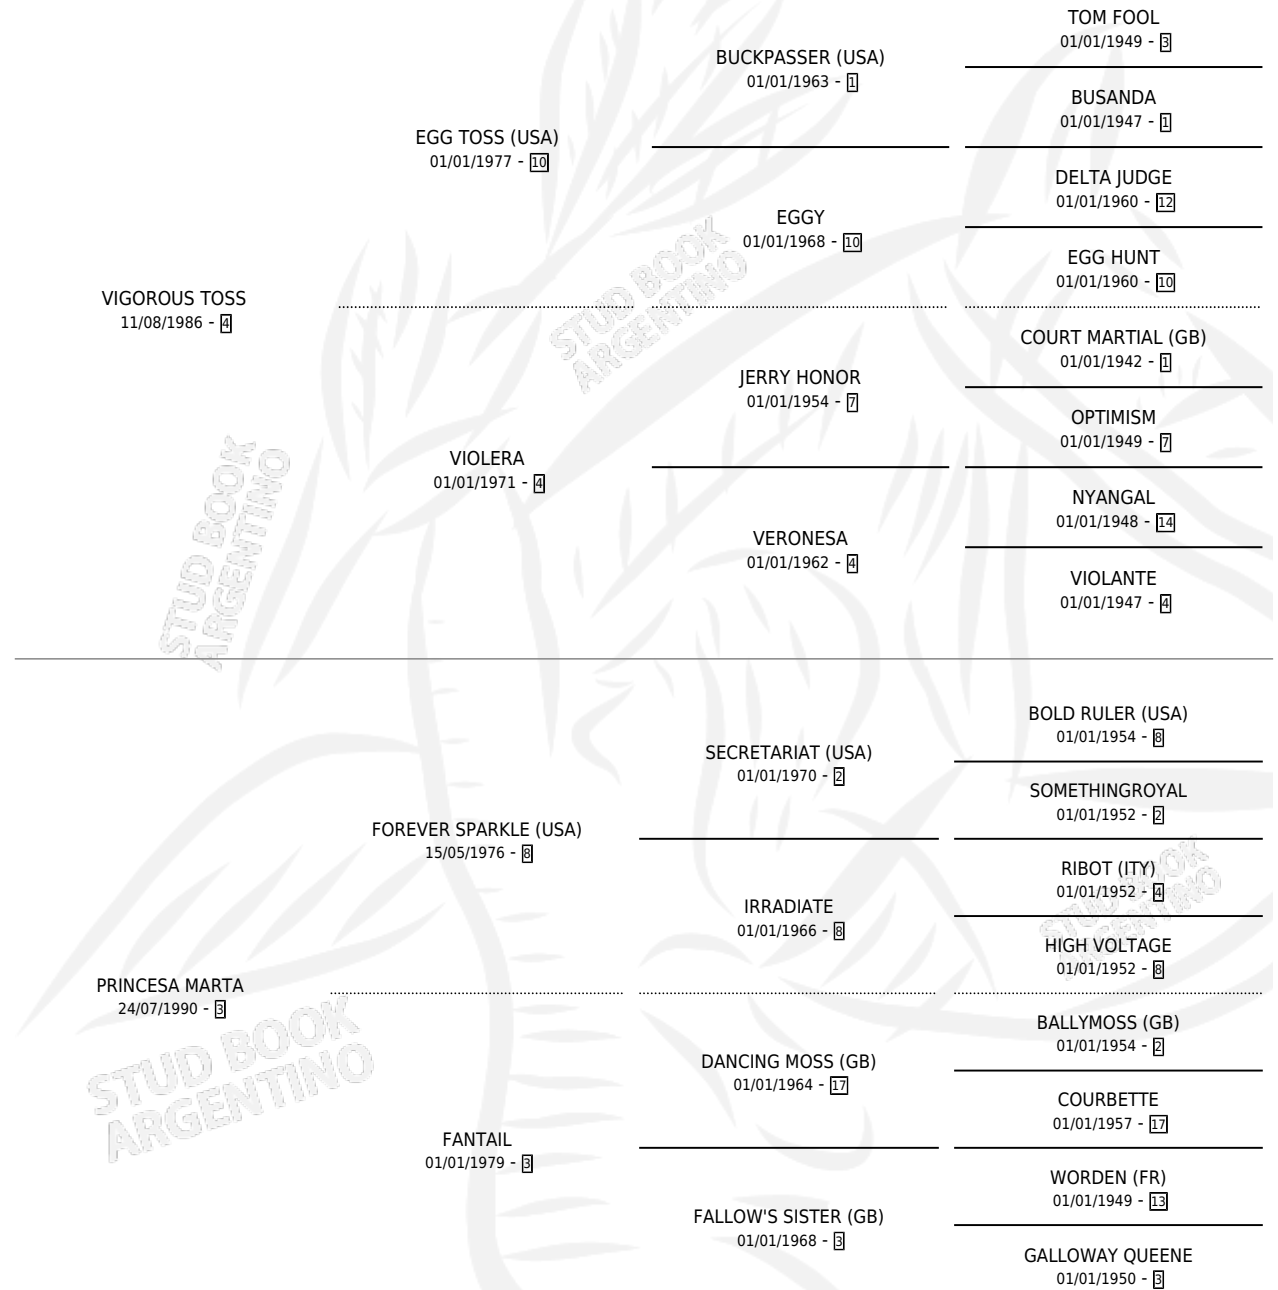 TOM FOOL
01/01/1949 - 3
BUCKPASSER (USA)
01/01/1963 - 1
BUSANDA
01/01/1947 - 1
EGG TOSS (USA)
01/01/1977 - 10
DELTA JUDGE
01/01/1960 - 12
EGGY
01/01/1968 - 10
EGG HUNT
01/01/1960 - 10
VIGOROUS TOSS
11/08/1986 - 4
COURT MARTIAL (GB)
01/01/1942 - 1
JERRY HONOR
01/01/1954 - 7
OPTIMISM
01/01/1949 - 7
VIOLERA
01/01/1971 - 4
NYANGAL
01/01/1948 - 14
VERONESA
01/01/1962 - 4
VIOLANTE
01/01/1947 - 4
STUD BOOK
ARGENTINO
STUD BOOK
ARGENTINO
BOLD RULER (USA)
01/01/1954 - 8
SECRETARIAT (USA)
01/01/1970 - 2
SOMETHINGROYAL
01/01/1952 - 2
FOREVER SPARKLE (USA)
15/05/1976 - 8
RIBOT (ITY)
01/01/1952 - 4
IRRADIATE
01/01/1966 - 8
HIGH VOLTAGE
01/01/1952 - 8
PRINCESA MARTA
24/07/1990 - 3
BALLYMOSS (GB)
01/01/1954 - 2
DANCING MOSS (GB)
01/01/1964 - 17
COURBETTE
01/01/1957 - 17
FANTAIL
01/01/1979 - 3
WORDEN (FR)
01/01/1949 - 13
FALLOW'S SISTER (GB)
01/01/1968 - 3
GALLOWAY QUEENE
01/01/1950 - 3
STUD BOOK
ARGENTINO
STUD BOOK
ARGENTINO